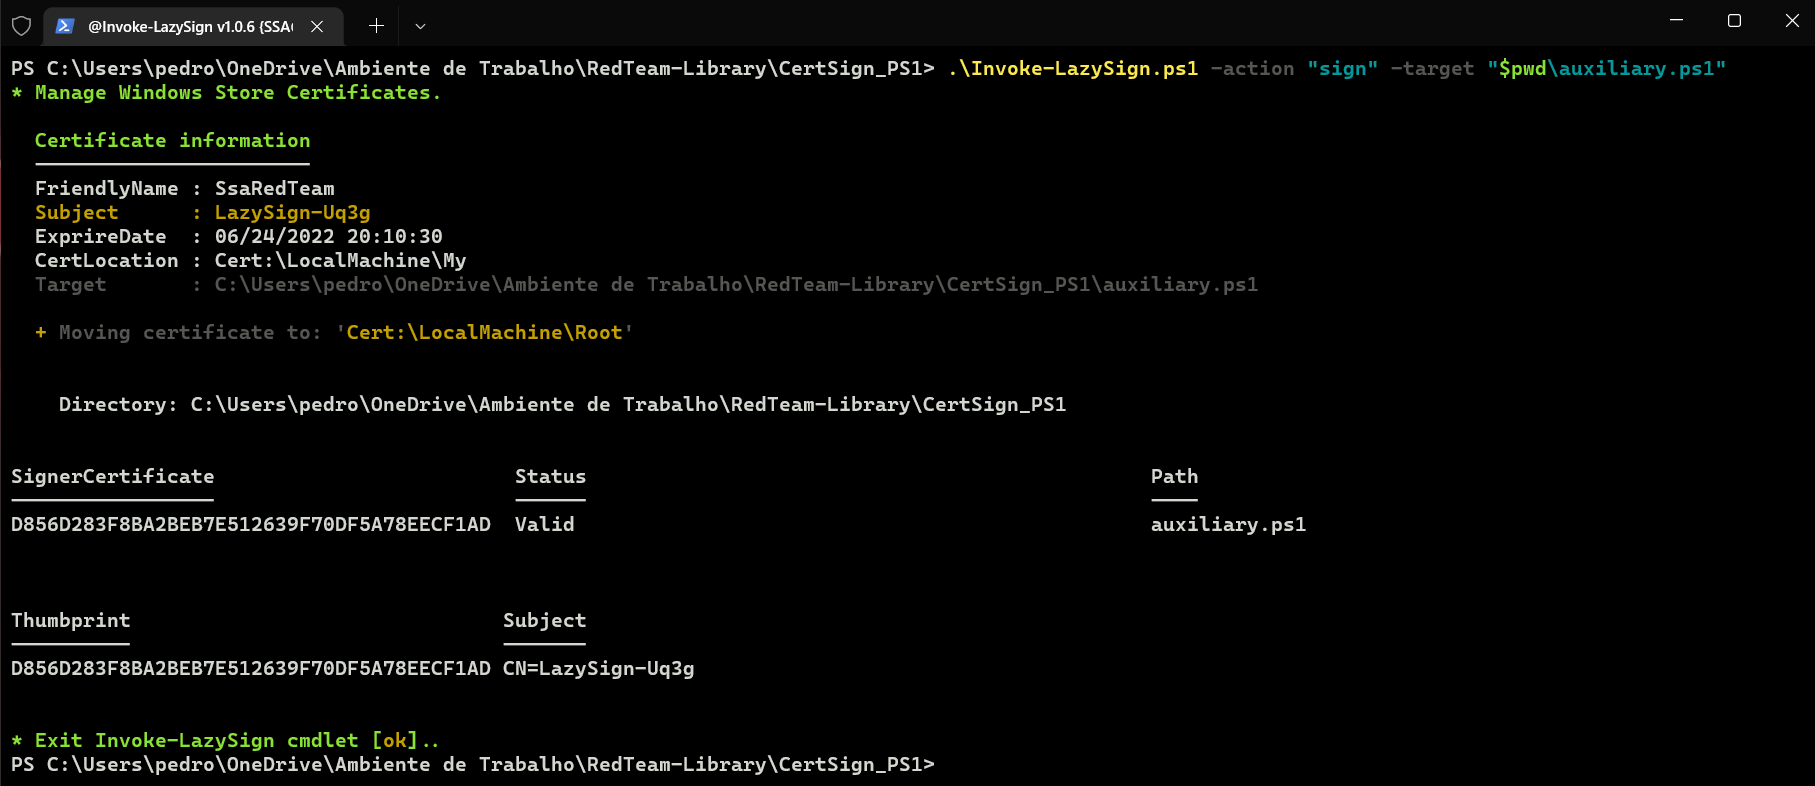 @Invoke-LazySign v1.0.6 {SSA
PS C:\Users\pedro\OneDrive\Ambiente de Trabalho\RedTeam-Library\CertSign_PS1> .\Invoke-LazySign.ps1 -action "sign" -target "$pwd\auxiliary.ps1"
* Manage Windows Store Certificates.
Certificate information
FriendlyName : SsaRedTeam
Subject      : LazySign-Uq3g
ExprireDate  : 06/24/2022 20:10:30
CertLocation : Cert:\LocalMachine\My
Target       : C:\Users\pedro\OneDrive\Ambiente de Trabalho\RedTeam-Library\CertSign_PS1\auxiliary.ps1
+ Moving certificate to: 'Cert:\LocalMachine\Root'
Directory: C:\Users\pedro\OneDrive\Ambiente de Trabalho\RedTeam-Library\CertSign_PS1
SignerCertificate Status Path
D856D283F8BA2BEB7E512639F70DF5A78EECF1AD Valid auxiliary.ps1
Thumbprint Subject
D856D283F8BA2BEB7E512639F70DF5A78EECF1AD CN=LazySign-Uq3g
* Exit Invoke-LazySign cmdlet [ok]..
PS C:\Users\pedro\OneDrive\Ambiente de Trabalho\RedTeam-Library\CertSign_PS1>